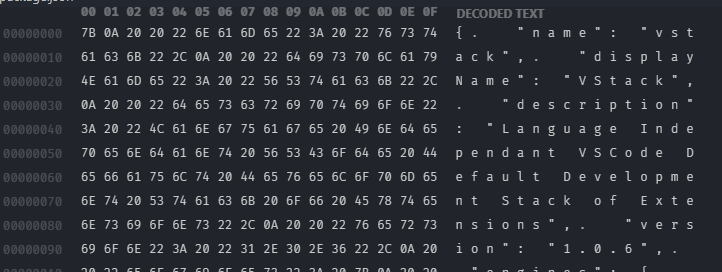 00 01 02 03 04 05 06 07 08 09 0A 0B 0C 0D 0E 0F DECODED TEXT
00000000 7B 0A 20 20 22 6E 61 6D 65 22 3A 20 22 76 73 74 { . " n a m e " : " v s t
00000010 61 63 6B 22 2C 0A 20 20 22 64 69 73 70 6C 61 79 a c k " , . " d i s p l a y
00000020 4E 61 6D 65 22 3A 20 22 56 53 74 61 63 6B 22 2C N a m e " : " V S t a c k " ,
00000030 0A 20 20 22 64 65 73 63 72 69 70 74 69 6F 6E 22 . " d e s c r i p t i o n "
00000040 3A 20 22 4C 61 6E 67 75 61 67 65 20 49 6E 64 65 : " L a n g u a g e I n d e
00000050 70 65 6E 64 61 6E 74 20 56 53 43 6F 64 65 20 44 p e n d a n t V S C o d e D
00000060 65 66 61 75 6C 74 20 44 65 76 65 6C 6F 70 6D 65 e f a u l t D e v e l o p m e
00000070 6E 74 20 53 74 61 63 6B 20 6F 66 20 45 78 74 65 n t S t a c k o f E x t e
00000080 6E 73 69 6F 6E 73 22 2C 0A 20 20 22 76 65 72 73 n s i o n s " , . " v e r s
00000090 69 6F 6E 22 3A 20 22 31 2E 30 2E 36 22 2C 0A 20 i o n " : " 1 . 0 . 6 " , .